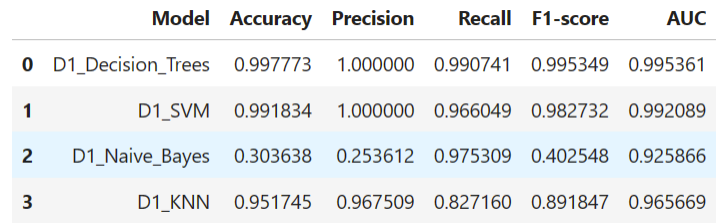 Model Accuracy Precision Recall F1-score AUC
0 D1_Decision_Trees 0.997773 1.000000 0.990741 0.995349 0.995361
1 D1_SVM 0.991834 1.000000 0.966049 0.982732 0.992089
2 D1_Naive_Bayes 0.303638 0.253612 0.975309 0.402548 0.925866
3 D1_KNN 0.951745 0.967509 0.827160 0.891847 0.965669